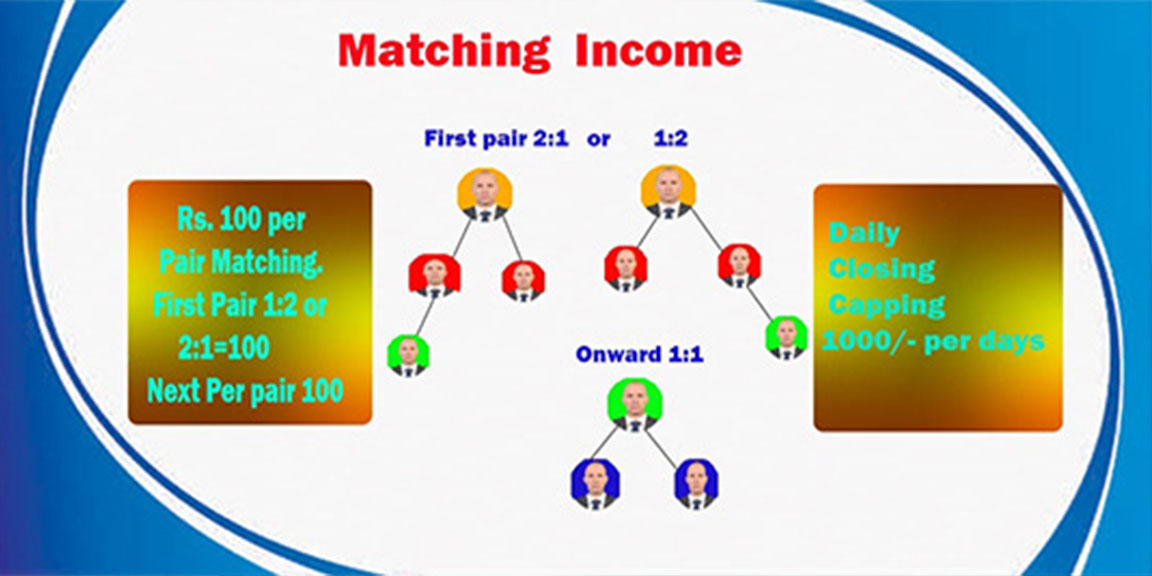 Matching Income
First pair 2:1 or 1:2
Rs. 100 per
Pair Matching.
First Pair 1:2 or
2:1=100
Next Per pair 100
Daily
Closing
Capping
1000/- per days
Onward 1:1